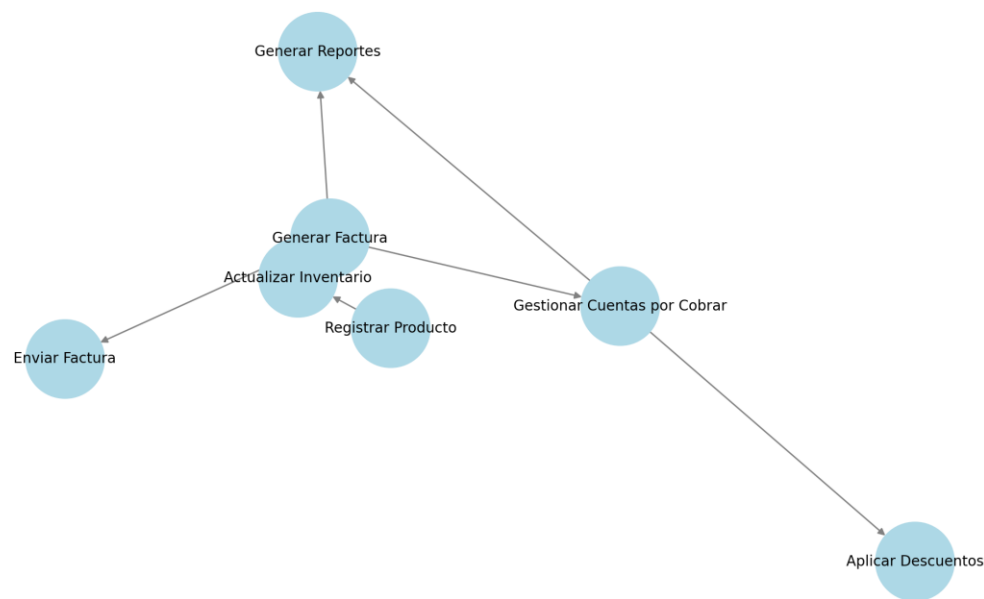 Generar Reportes
Generar Factura
Actualizar Inventario
Gestionar Cuentas por Cobrar
Registrar Producto
Enviar Factura
Aplicar Descuentos